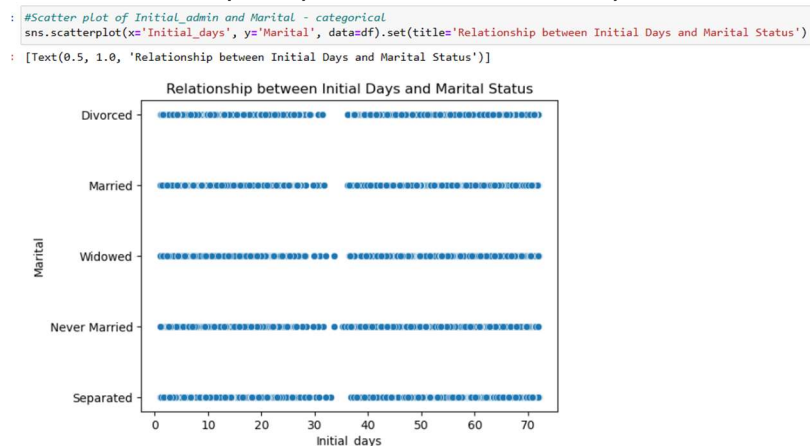 : #Scatter plot of Initial_admin and Marital - categorical
sns.scatterplot(x='Initial_days', y='Marital', data=df).set(title='Relationship between Initial Days and Marital Status')
: [Text(0.5, 1.0, 'Relationship between Initial Days and Marital Status')]
Relationship between Initial Days and Marital Status
Divorced
Married
Widowed
Never Married
Separated
Marital
0 10 20 30 40 50 60 70
Initial_days